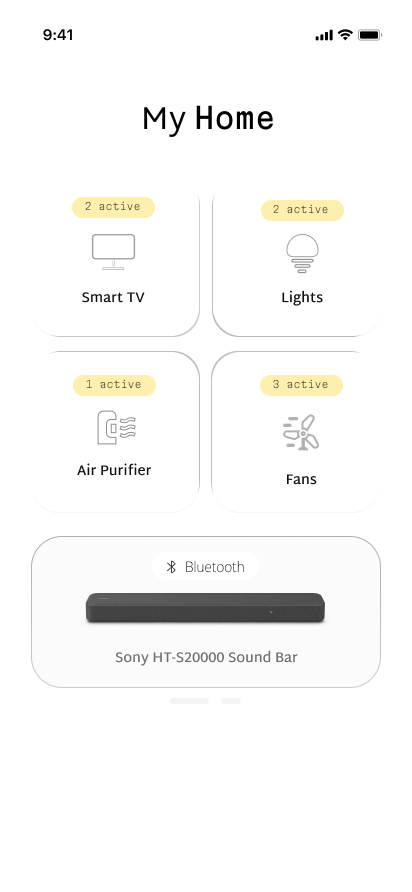 9:41
My Home
2 active
2 active
Smart TV
Lights
1 active
3 active
Air Purifier
Fans
Bluetooth
Sony HT-S20000 Sound Bar